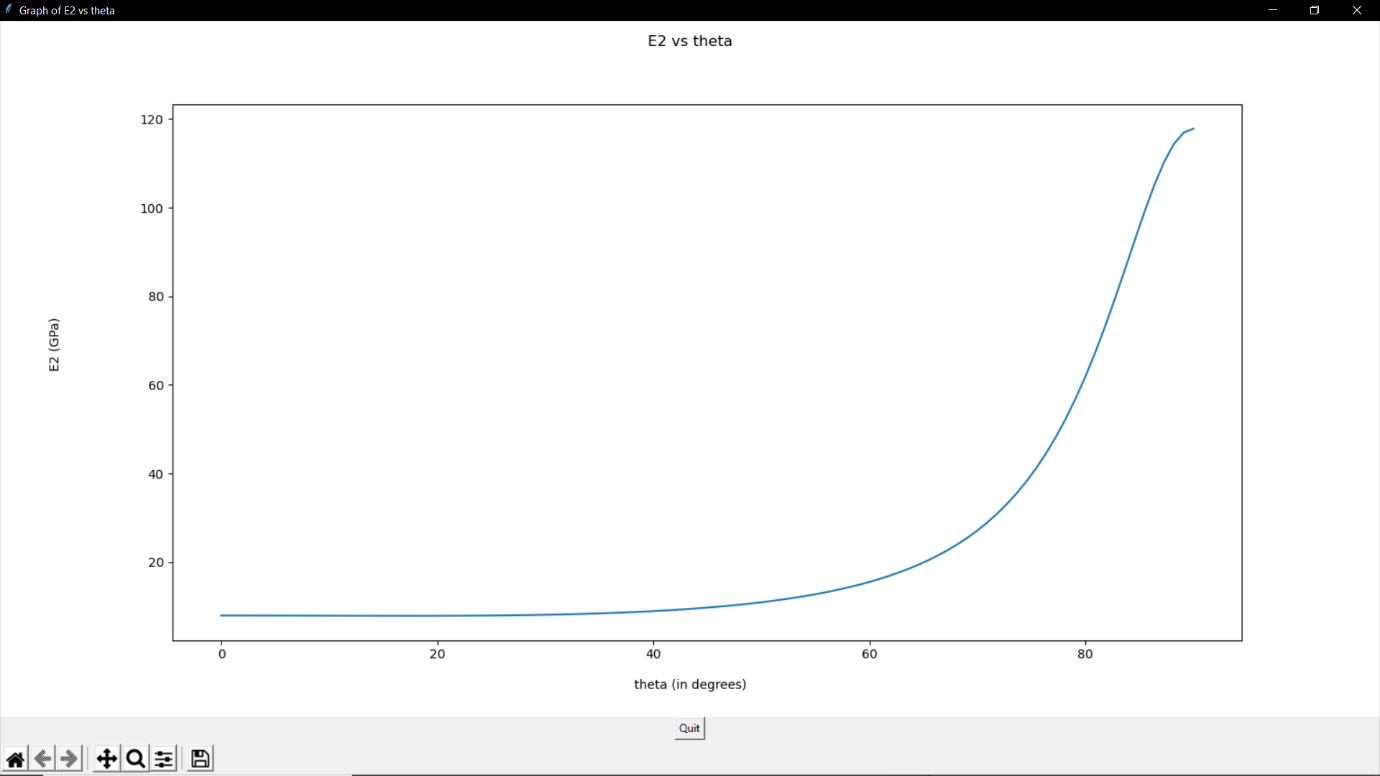 Graph of E2 vs theta
E2 vs theta
120
100
80
60
40
20
E2 (GPa)
0 20 40 60 80
theta (in degrees)
Quit